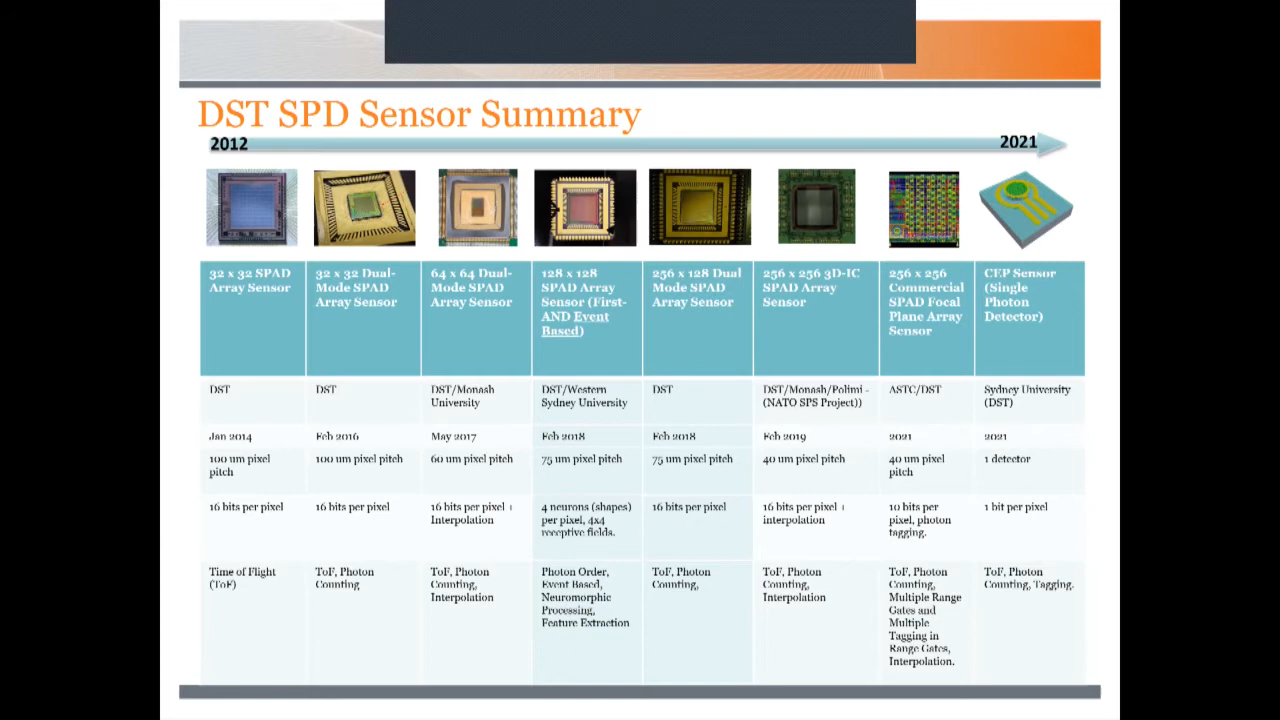 DST SPD Sensor Summary
2012
2021
32 x 32 SPAD
Array Sensor
32 x 32 Dual-
Mode SPAD
Array Sensor
64 x 64 Dual-
Mode SPAD
Array Sensor
128 x 128
SPAD Array
Sensor (First-
AND Event
Based)
256 x 128 Dual
Mode SPAD
Array Sensor
256 x 256 3D-IC
SPAD Array
Sensor
256 x 256
Commercial
SPAD Focal
Plane Array
Sensor
CEP Sensor
(Single
Photon
Detector)
DST
DST
DST/Monash
University
DST/Western
Sydney University
DST
DST/Monash/Polimi -
(NATO SPS Project))
ASTC/DST
Sydney University
(DST)
Jan 2014
Feb 2016
May 2017
Feb 2018
Feb 2018
Feb 2019
2021
2021
100 um pixel
pitch
100 um pixel pitch
60 um pixel pitch
75 um pixel pitch
75 um pixel pitch
40 um pixel pitch
40 um pixel
pitch
1 detector
16 bits per pixel
16 bits per pixel
16 bits per pixel +
Interpolation
4 neurons (shapes)
per pixel, 4x4
receptive fields.
16 bits per pixel
16 bits per pixel +
interpolation
10 bits per
pixel, photon
tagging.
1 bit per pixel
Time of Flight
(ToF)
ToF, Photon
Counting
ToF, Photon
Counting,
Interpolation
Photon Order,
Event Based,
Neuromorphic
Processing,
Feature Extraction
ToF, Photon
Counting,
ToF, Photon
Counting,
Interpolation
ToF, Photon
Counting,
Multiple Range
Gates and
Multiple
Tagging in
Range Gates,
Interpolation.
ToF, Photon
Counting, Tagging.